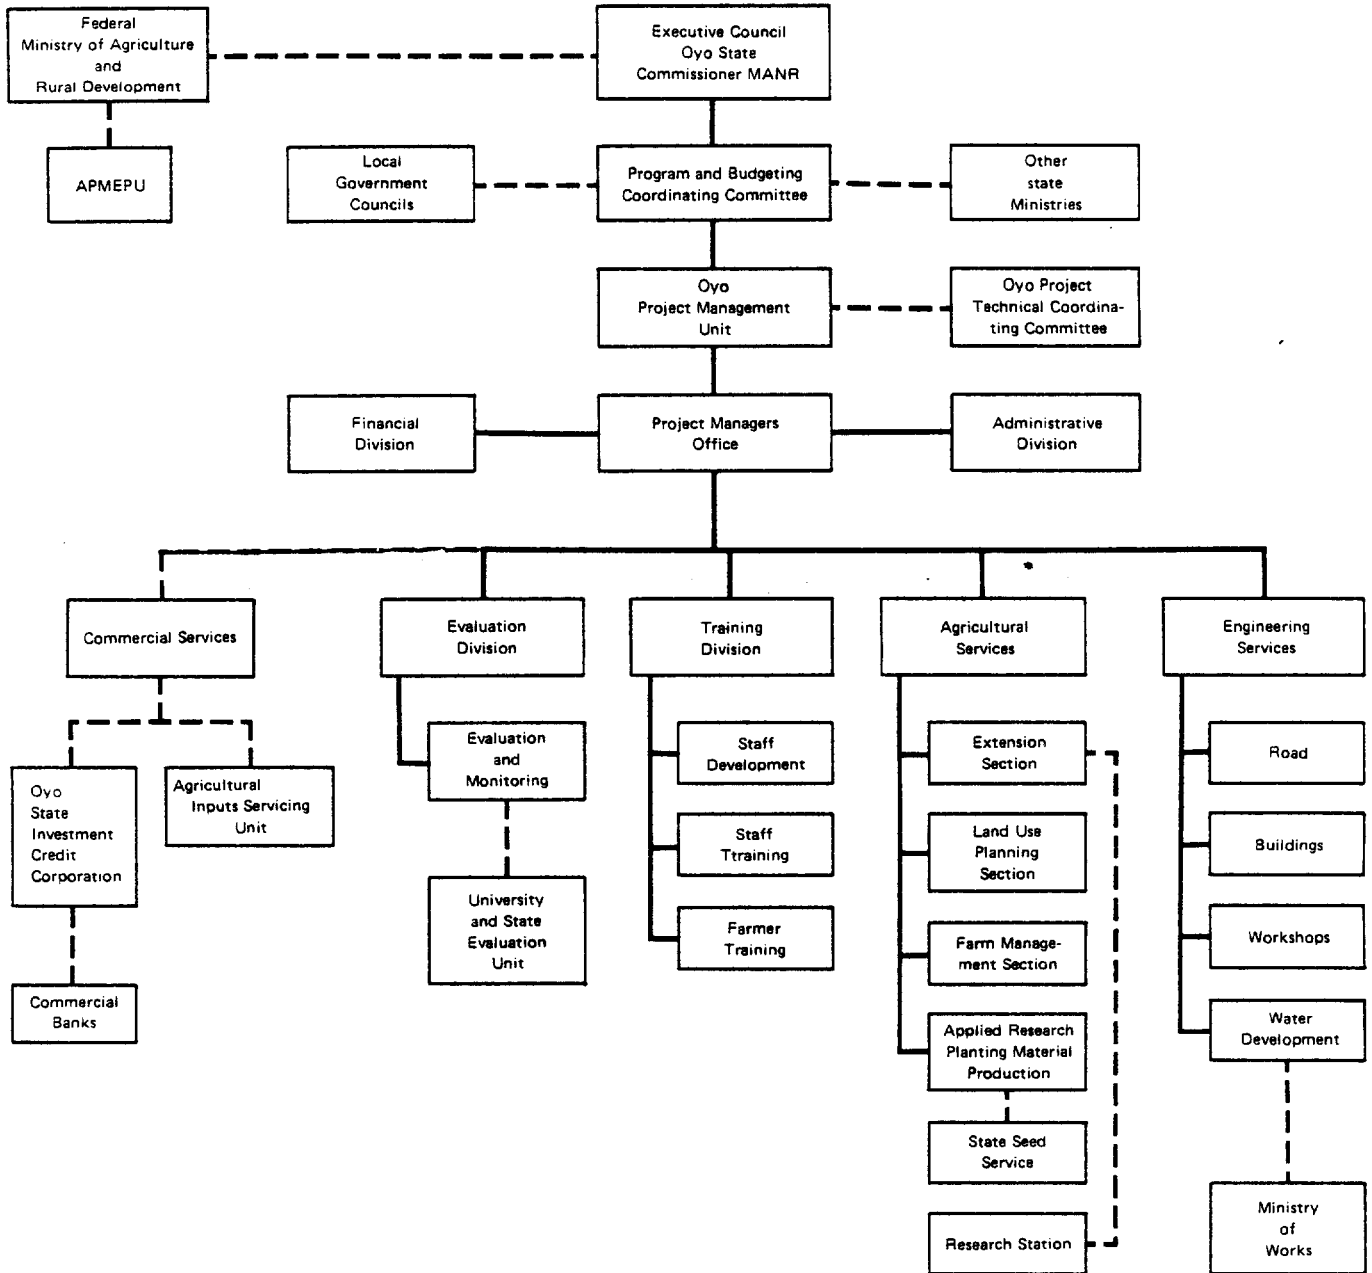 Federal
Ministry of Agriculture
and
Rural Development
Executive Council
Oyo State
Commissioner MANR
APMEPU
Local
Government
Councils
Program and Budgeting
Coordinating Committee
Other
state
Ministries
Oyo
Project Management
Unit
Oyo Project
Technical Coordina-
ting Committee
Financial
Division
Project Managers
Office
Administrative
Division
Commercial Services
Evaluation
Division
Training
Division
Agricultural
Services
Engineering
Services
Oyo
State
Investment
Credit
Corporation
Agricultural
Inputs Servicing
Unit
Commercial
Banks
Evaluation
and
Monitoring
University
and State
Evaluation
Unit
Staff
Development
Staff
Ttraining
Farmer
Training
Extension
Section
Land Use
Planning
Section
Farm Manage-
ment Section
Applied Research
Planting Material
Production
State Seed
Service
Research Station
Road
Buildings
Workshops
Water
Development
Ministry
of
Works